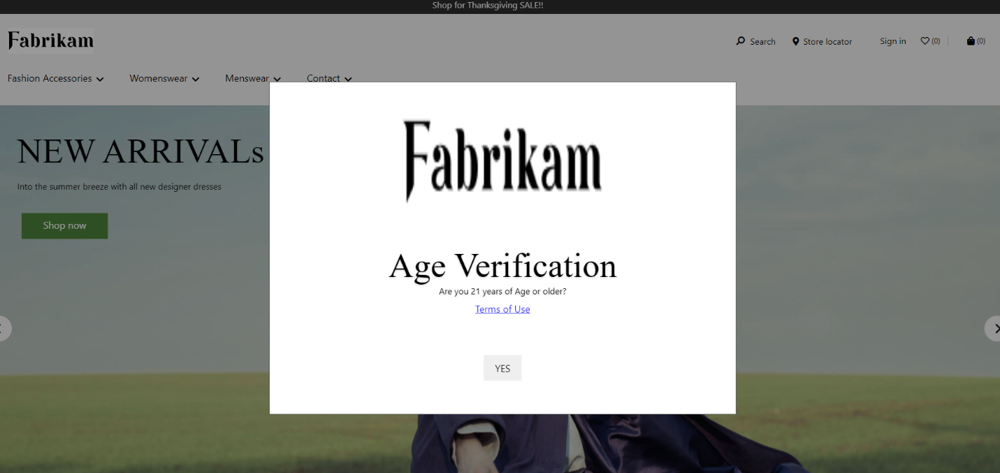 Shop for Thanksgiving SALE!!
Fabrikam
Search
Store locator
Sign in
(0)
(0)
Fashion Accessories
Womenswear
Menswear
Contact
NEW ARRIVALs
Into the summer breeze with all new designer dresses
Shop now
Fabrikam
Age Verification
Are you 21 years of Age or older?
Terms of Use
YES